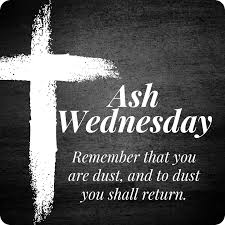 Ash
Wednesday
Remember that you
are dust, and to dust
you shall return.